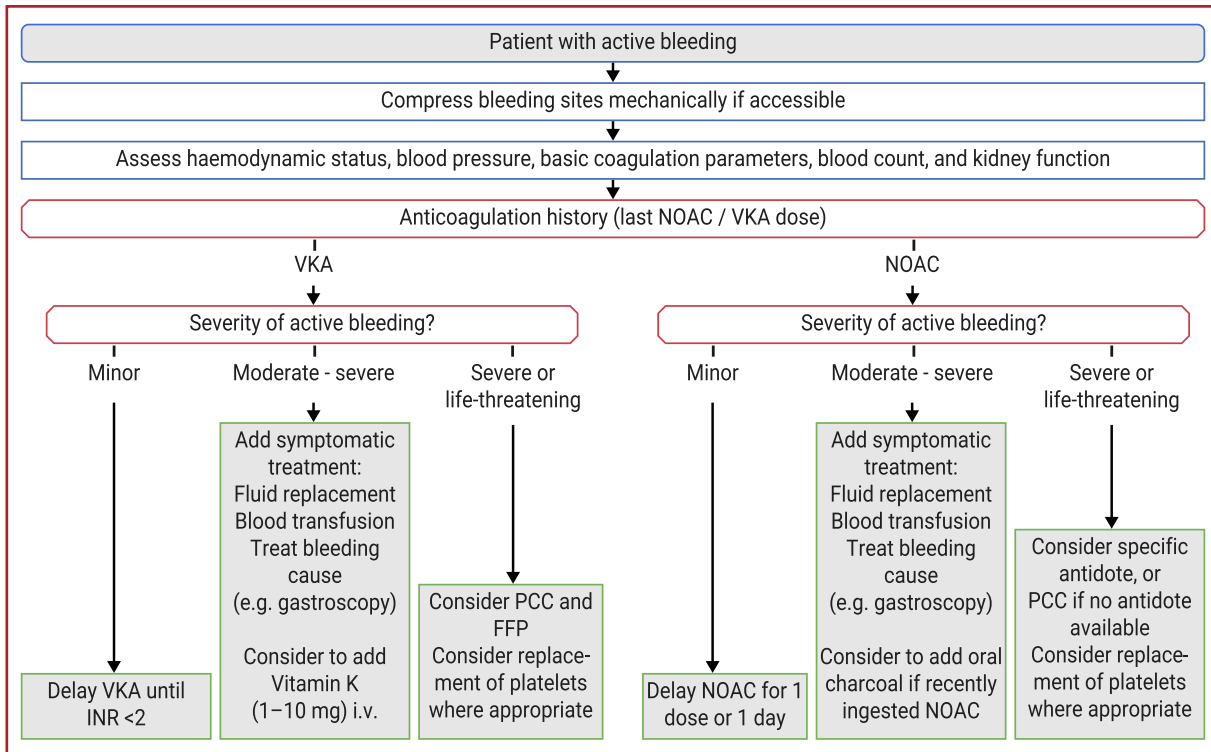 Patient with active bleeding
Compress bleeding sites mechanically if accessible
Assess haemodynamic status, blood pressure, basic coagulation parameters, blood count, and kidney function
Anticoagulation history (last NOAC / VKA dose)
VKA
Severity of active bleeding?
Minor
Delay VKA until
INR <2
Moderate - severe
Add symptomatic
treatment:
Fluid replacement
Blood transfusion
Treat bleeding
cause
(e.g. gastroscopy)
Consider to add
Vitamin K
(1–10 mg) i.v.
Severe or
life-threatening
Consider PCC and
FFP
Consider replace-
ment of platelets
where appropriate
NOAC
Severity of active bleeding?
Minor
Delay NOAC for 1
dose or 1 day
Moderate - severe
Add symptomatic
treatment:
Fluid replacement
Blood transfusion
Treat bleeding
cause
(e.g. gastroscopy)
Consider to add oral
charcoal if recently
ingested NOAC
Severe or
life-threatening
Consider specific
antidote, or
PCC if no antidote
available
Consider replace-
ment of platelets
where appropriate